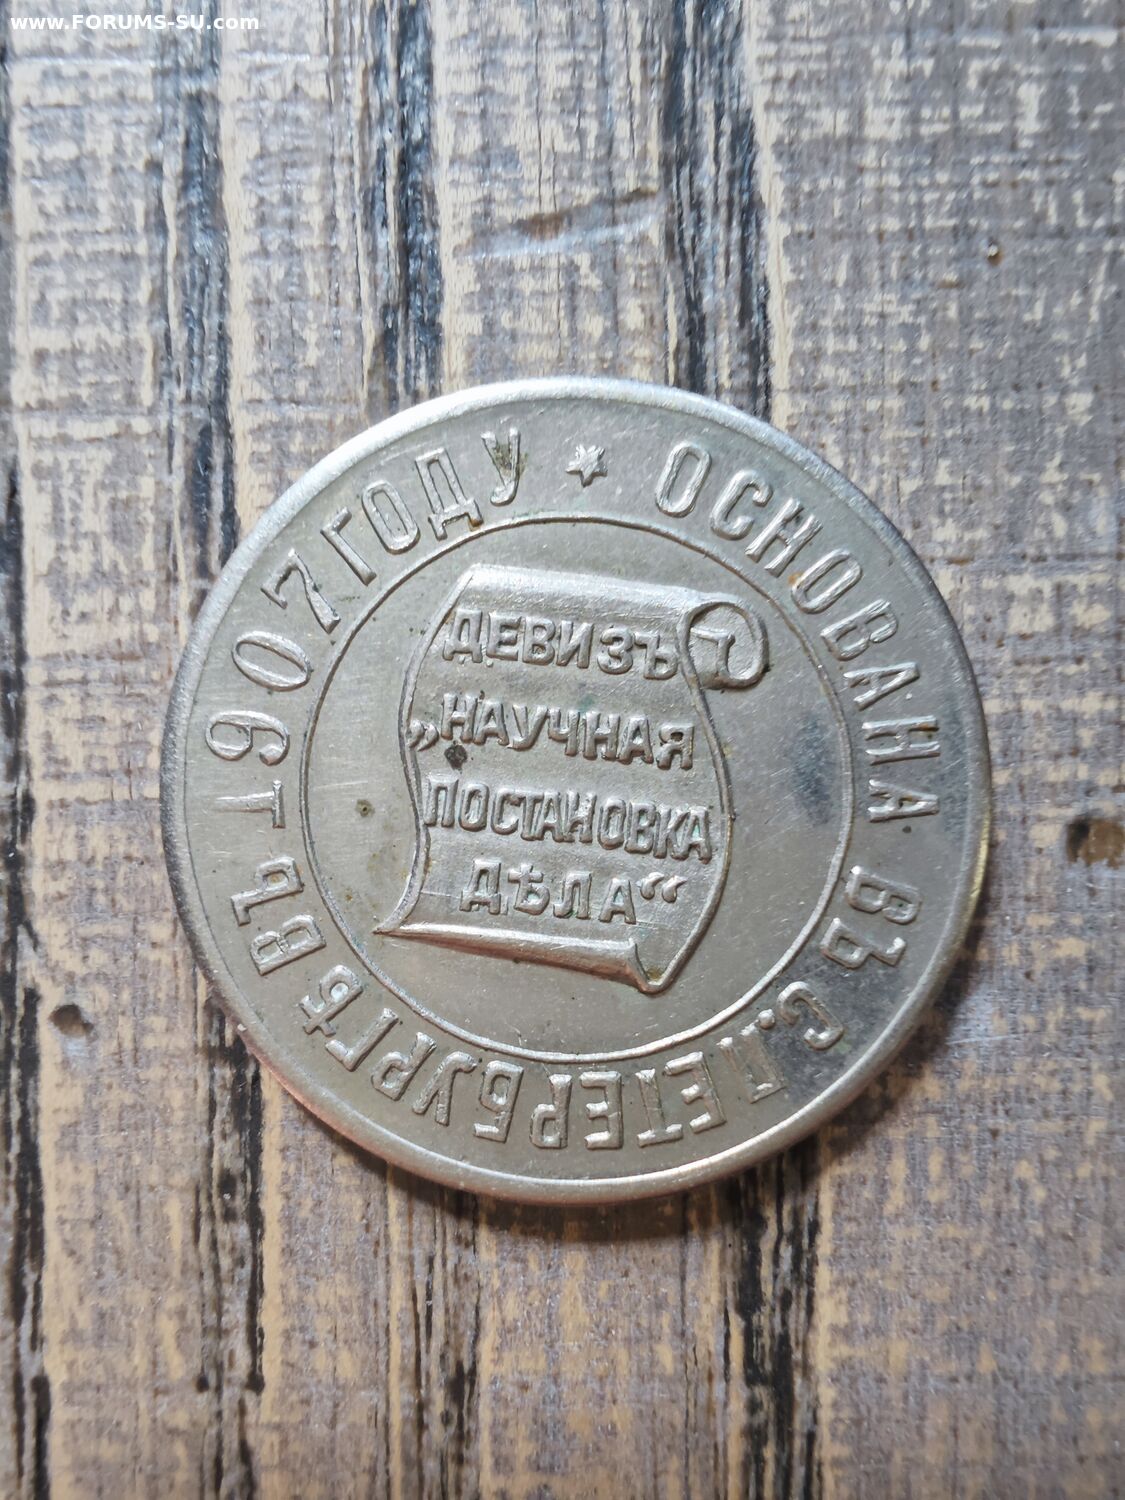 www.FORUMS-SU.com
ОСНОВАНА ВЪ С.ПЕТЕРБУРГѢ ВЪ 1907 ГОДУ
ДЕВИЗЪ
„НАУЧНАЯ
ПОСТАНОВКА
ДѢЛА“